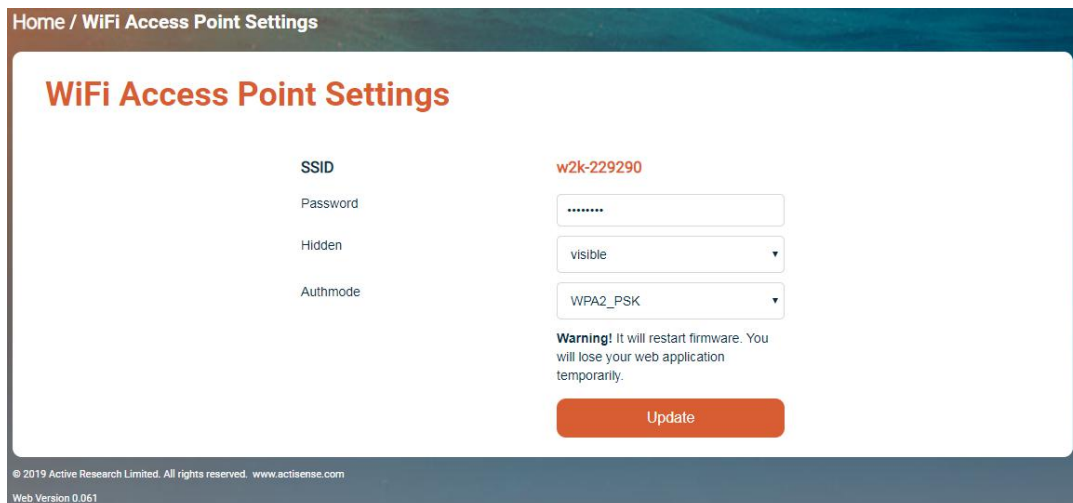 Home / WiFi Access Point Settings
WiFi Access Point Settings
SSID w2k-229290
Password ••••••••
Hidden visible
Authmode WPA2_PSK
Warning! It will restart firmware. You
will lose your web application
temporarily.
Update
© 2019 Active Research Limited. All rights reserved. www.actisense.com
Web Version 0.061